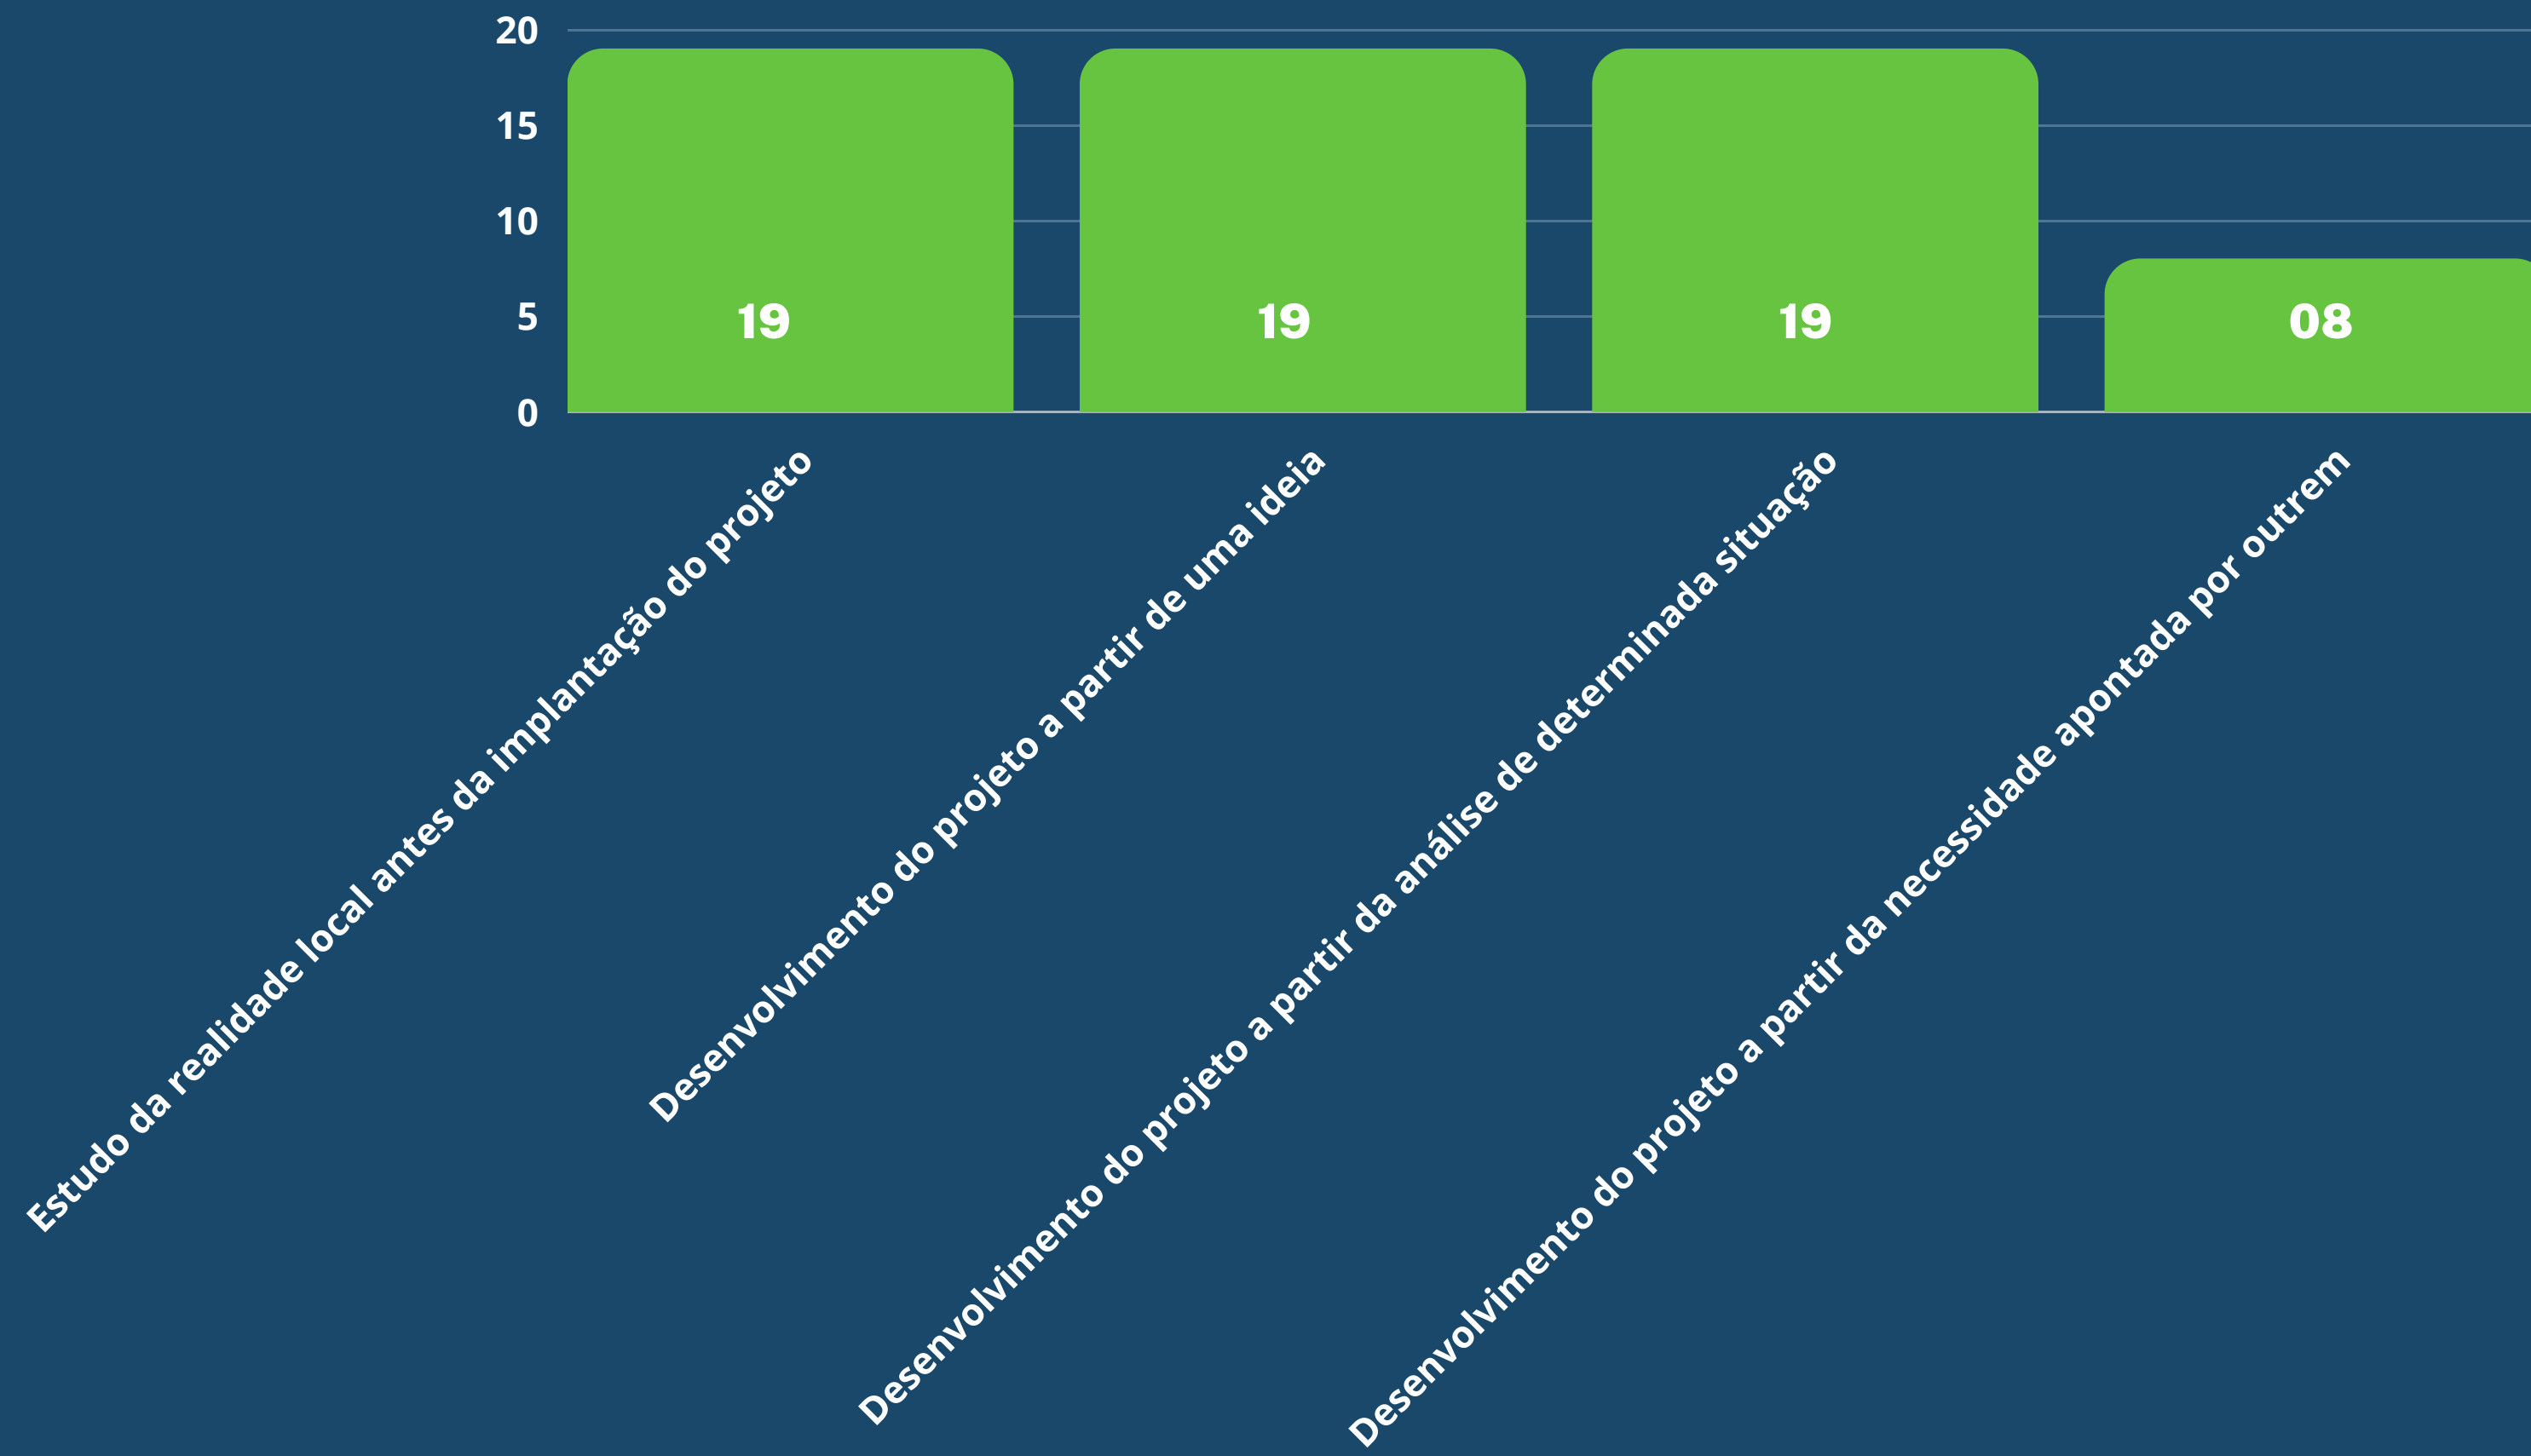 20
15
10
5
0
19
19
19
08
Estudo da realidade local antes da implantação do projeto
Desenvolvimento do projeto a partir de uma ideia
Desenvolvimento do projeto a partir da análise de determinada situação
Desenvolvimento do projeto a partir da necessidade apontada por outrem